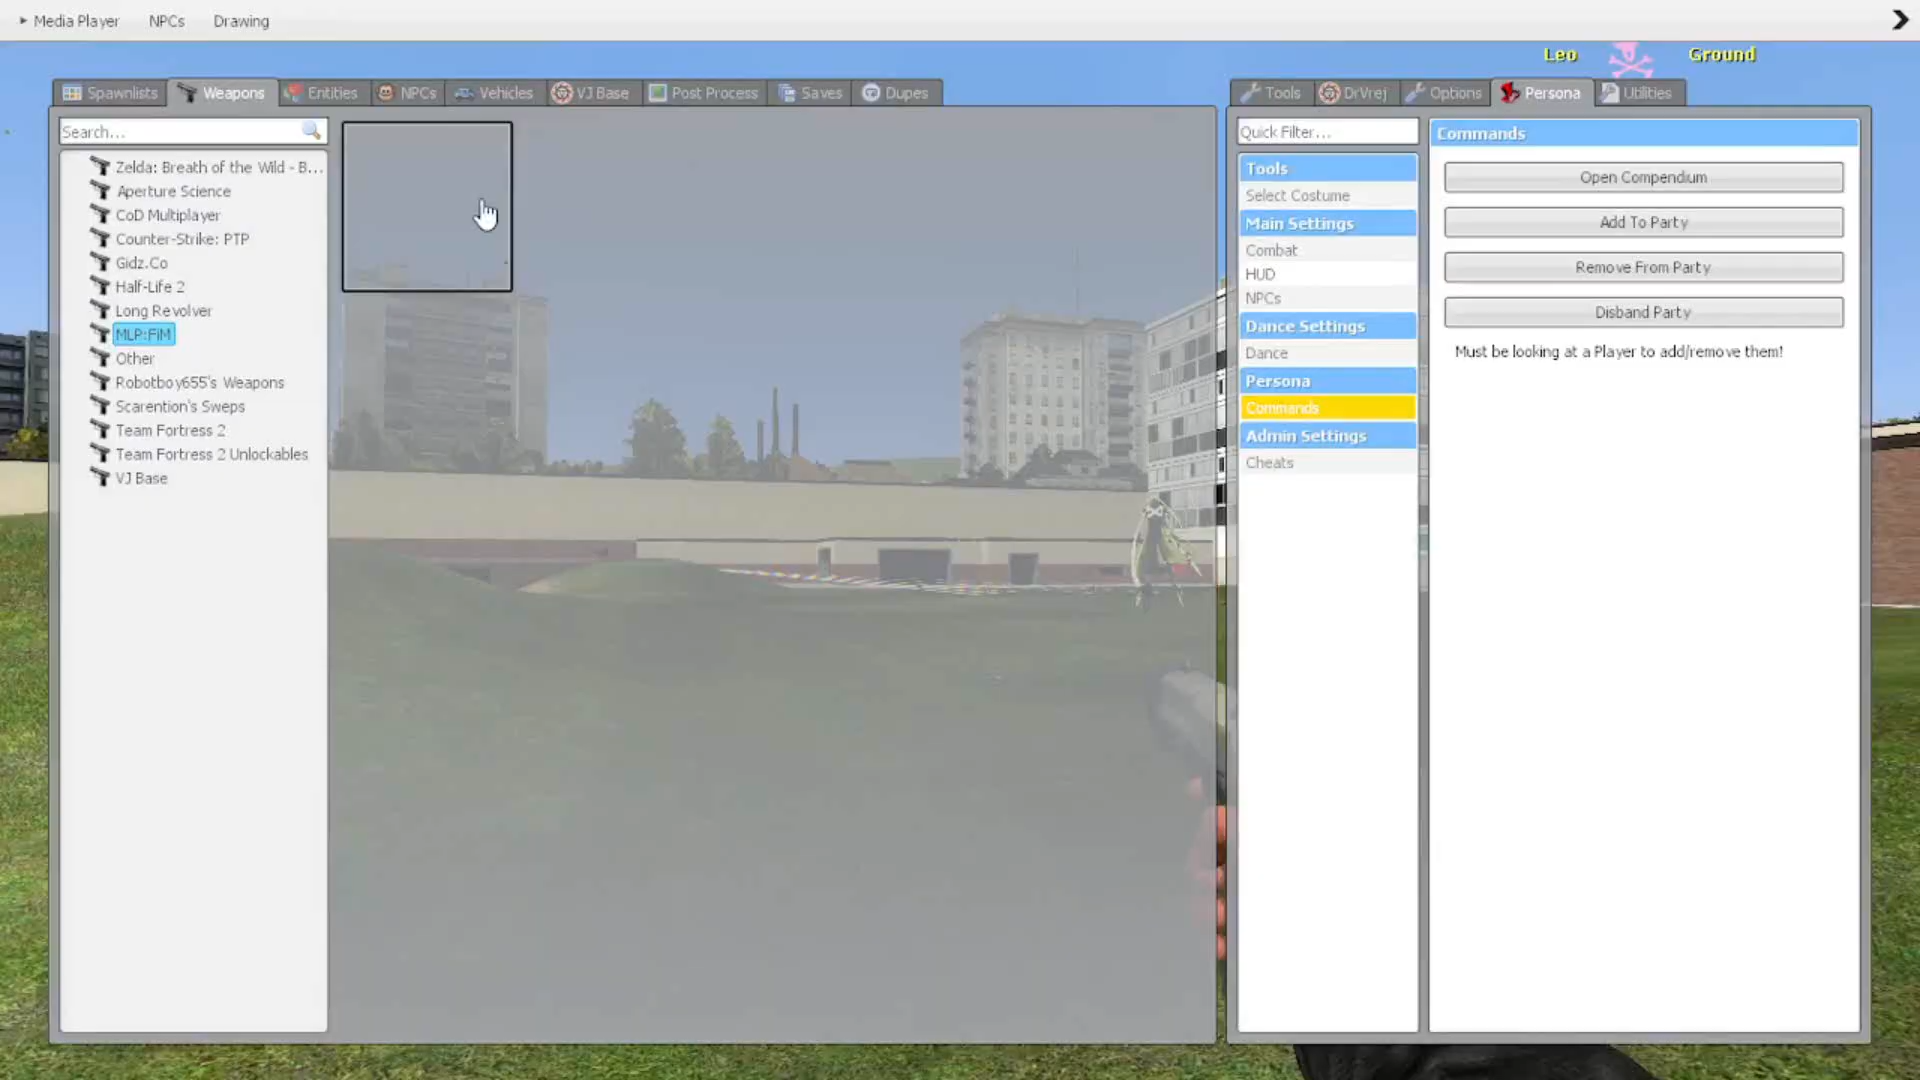 Media Player NPCs Drawing
Leo Ground
Spawnlists Weapons Entities NPCs Vehicles VJ Base Post Process Saves Dupes
Search...
Zelda: Breath of the Wild - B...
Aperture Science
CoD Multiplayer
Counter-Strike: PTP
Gidz.Co
Half-Life 2
Long Revolver
MLP:FiM
Other
Robotboy655's Weapons
Scarention's Sweps
Team Fortress 2
Team Fortress 2 Unlockables
VJ Base
Tools DrVrej Options Persona Utilities
Quick Filter...
Tools
Select Costume
Main Settings
Combat
HUD
NPCs
Dance Settings
Dance
Persona
Commands
Admin Settings
Cheats
Commands
Open Compendium
Add To Party
Remove From Party
Disband Party
Must be looking at a Player to add/remove them!